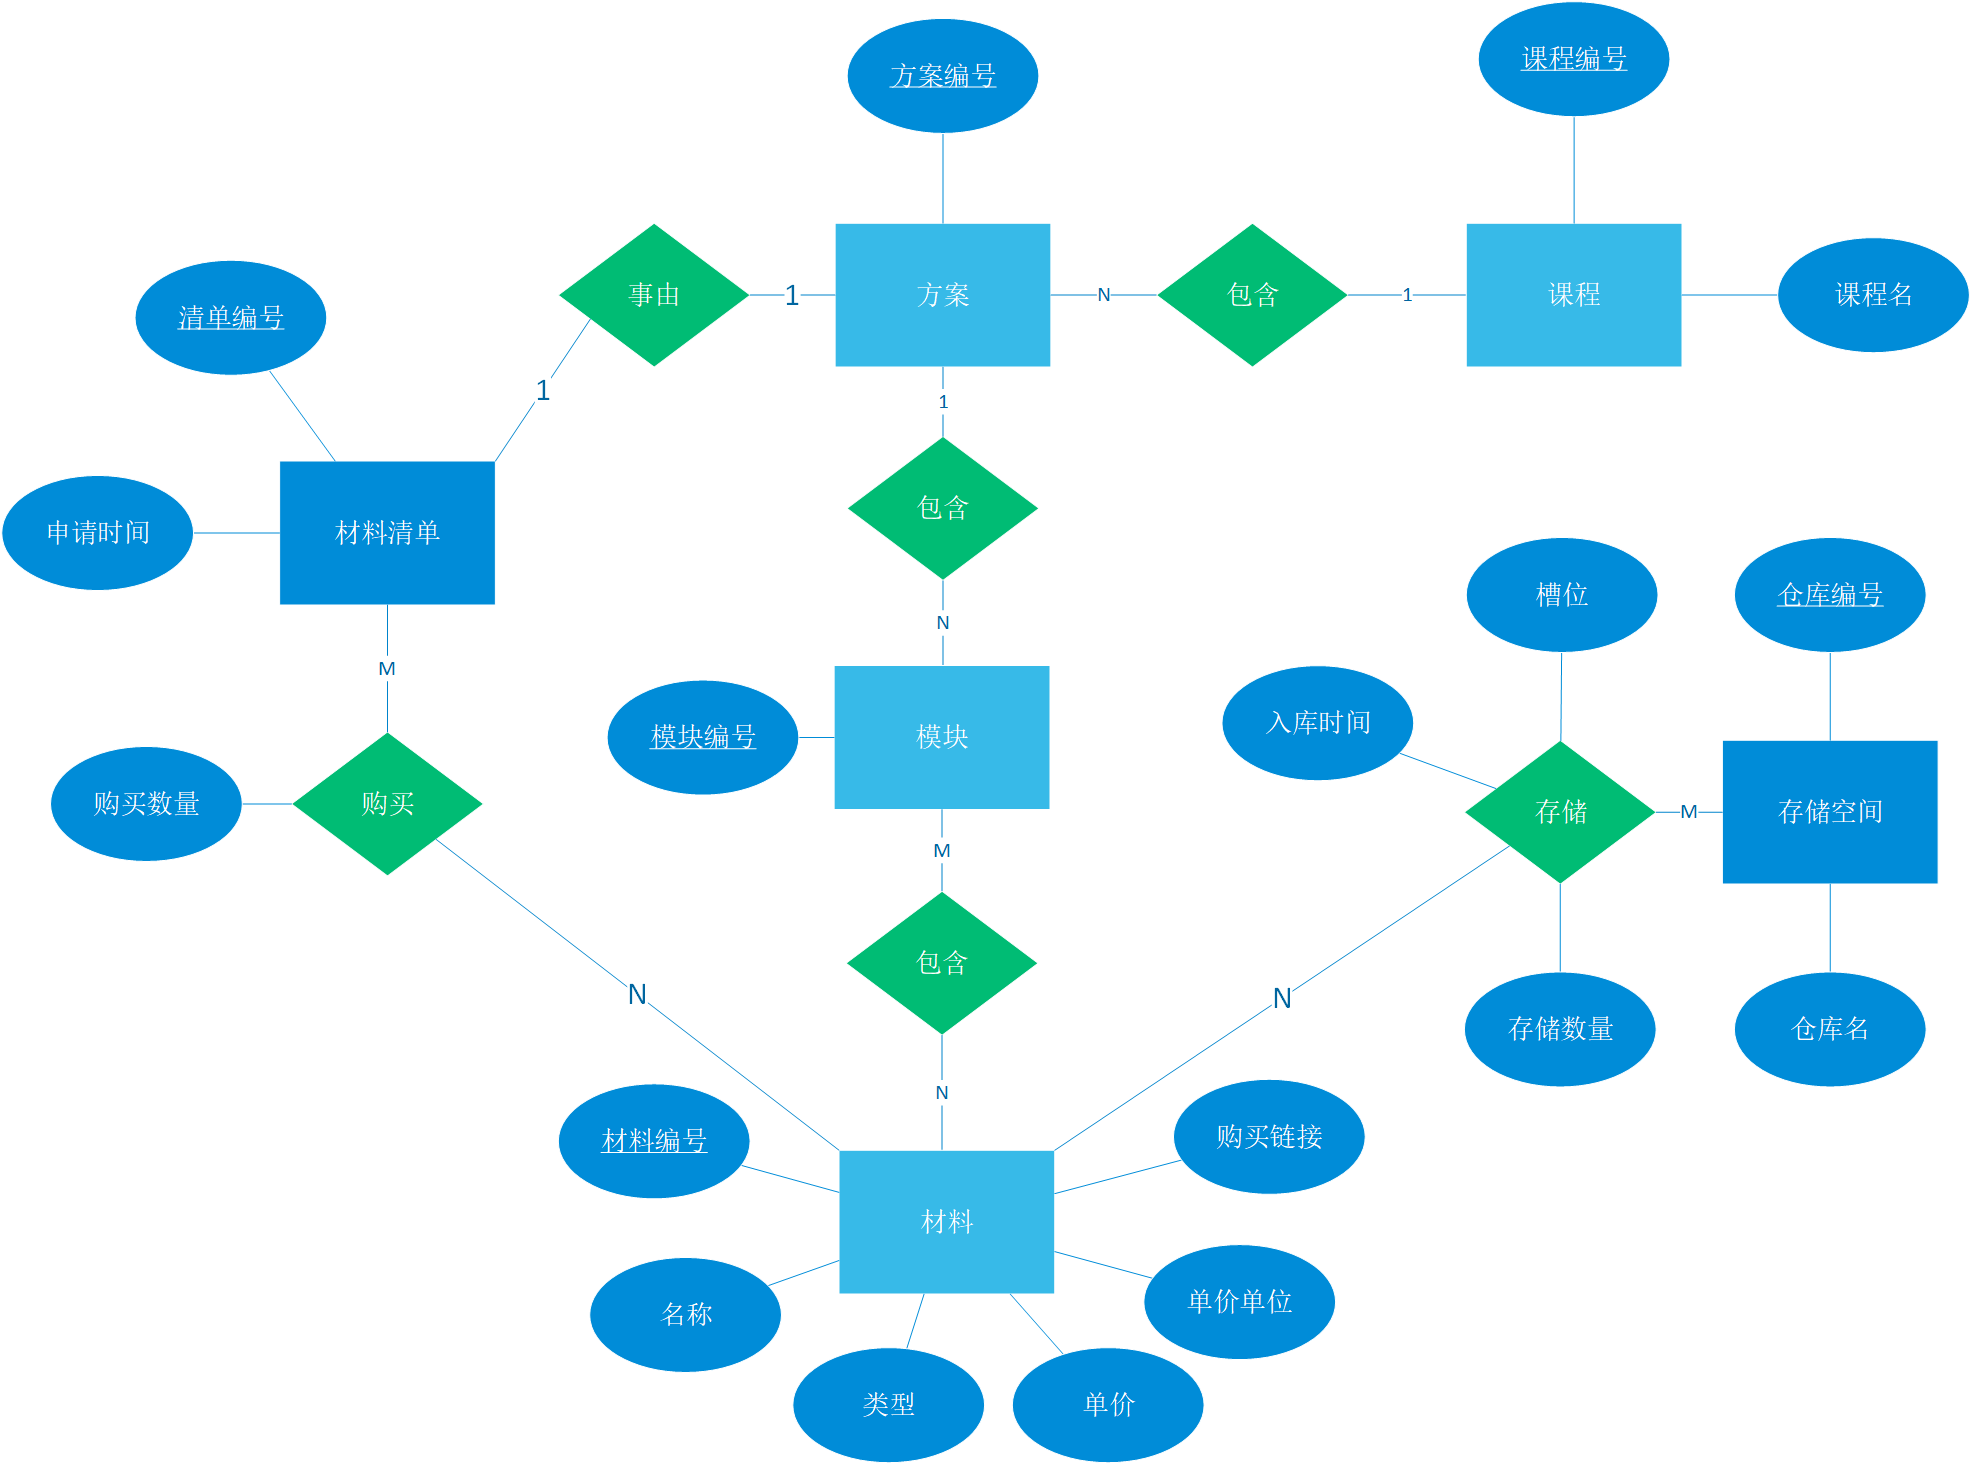 课程编号
方案编号
事由
1
方案
N
包含
1
课程
课程名
清单编号
1
1
包含
申请时间
材料清单
槽位
仓库编号
N
M
入库时间
模块编号
模块
购买数量
购买
存储
M
存储空间
M
包含
N
N
存储数量
仓库名
N
材料编号
购买链接
材料
名称
单价单位
类型
单价